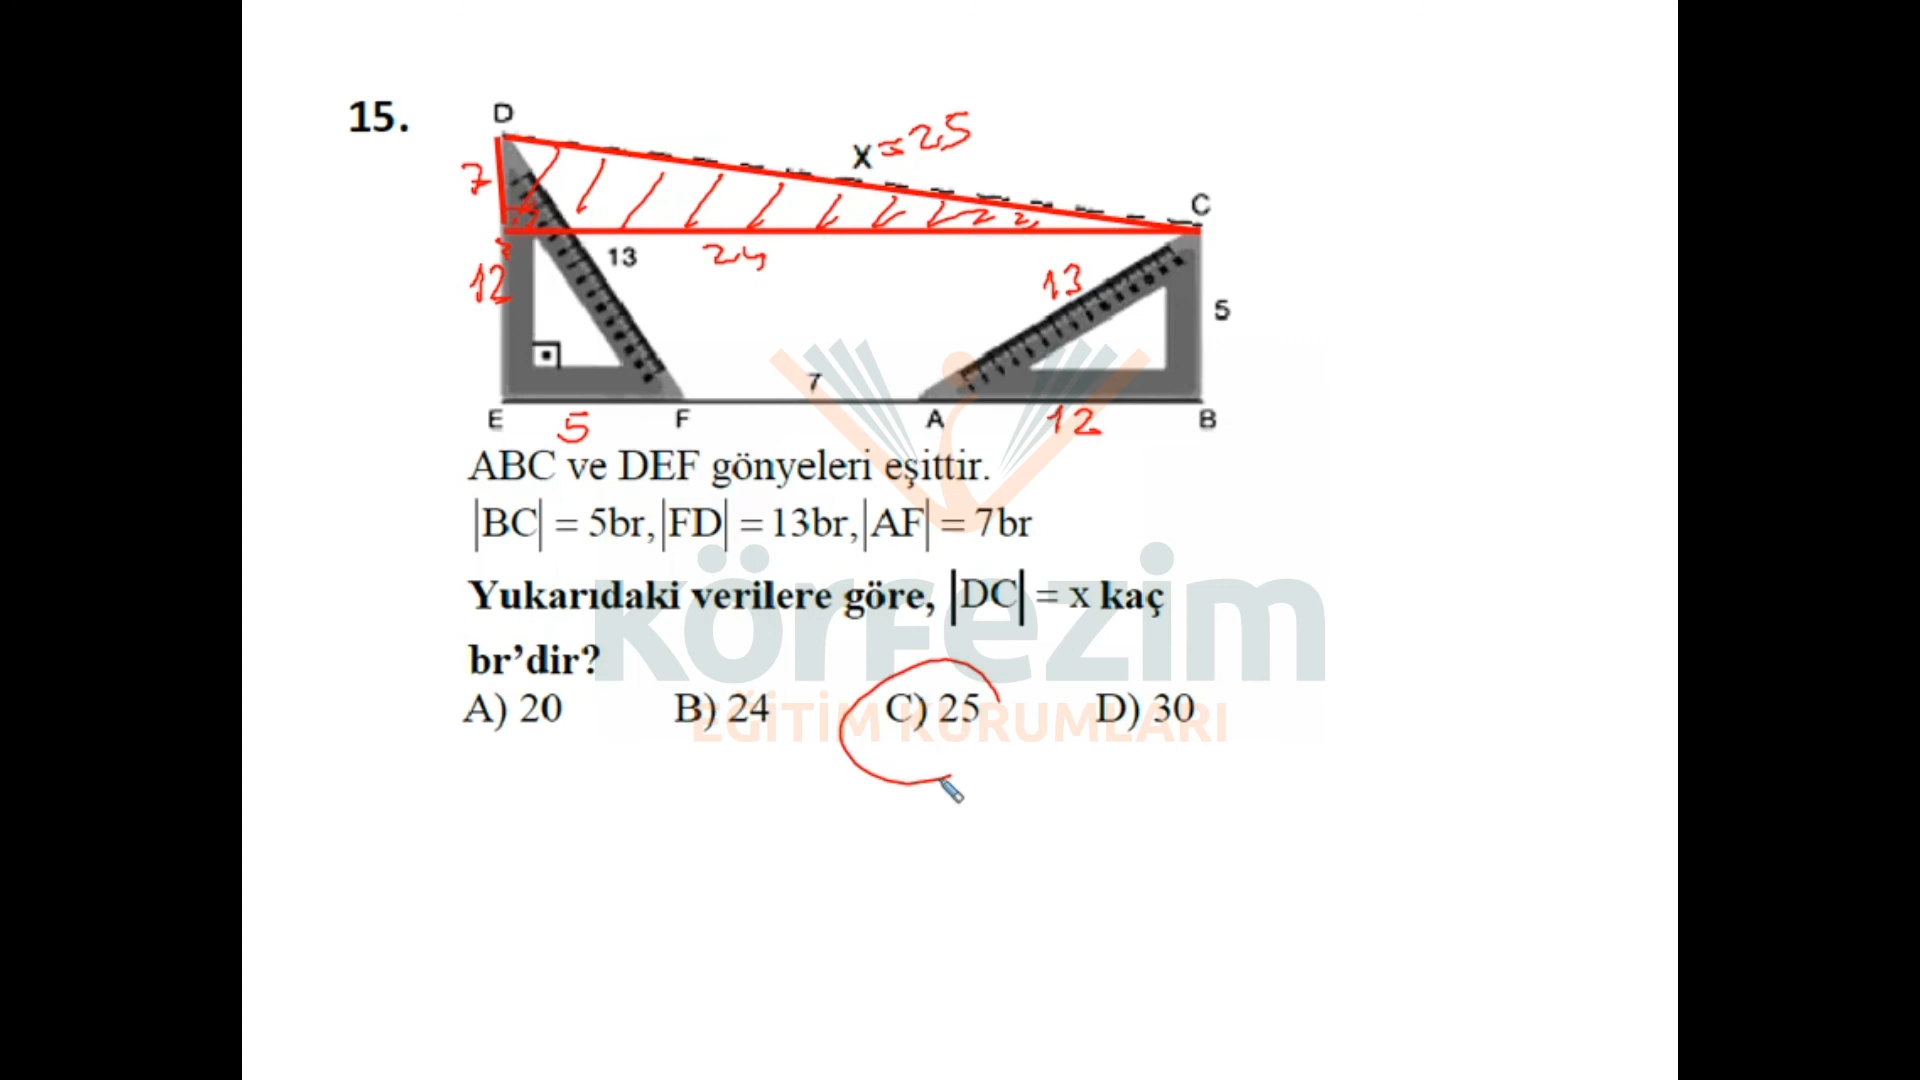 15.
D
X = 25
7
C
12
13
24
13
5
7
E
5
F
A
12
B
ABC ve DEF gönyeleri eşittir.
|BC| = 5br, |FD| = 13br, |AF| = 7br
Yukarıdaki verilere göre, |DC| = x kaç
br’dir?
A) 20 B) 24 C) 25 D) 30
KÖRFEZİM
EĞİTİM KURUMLARI